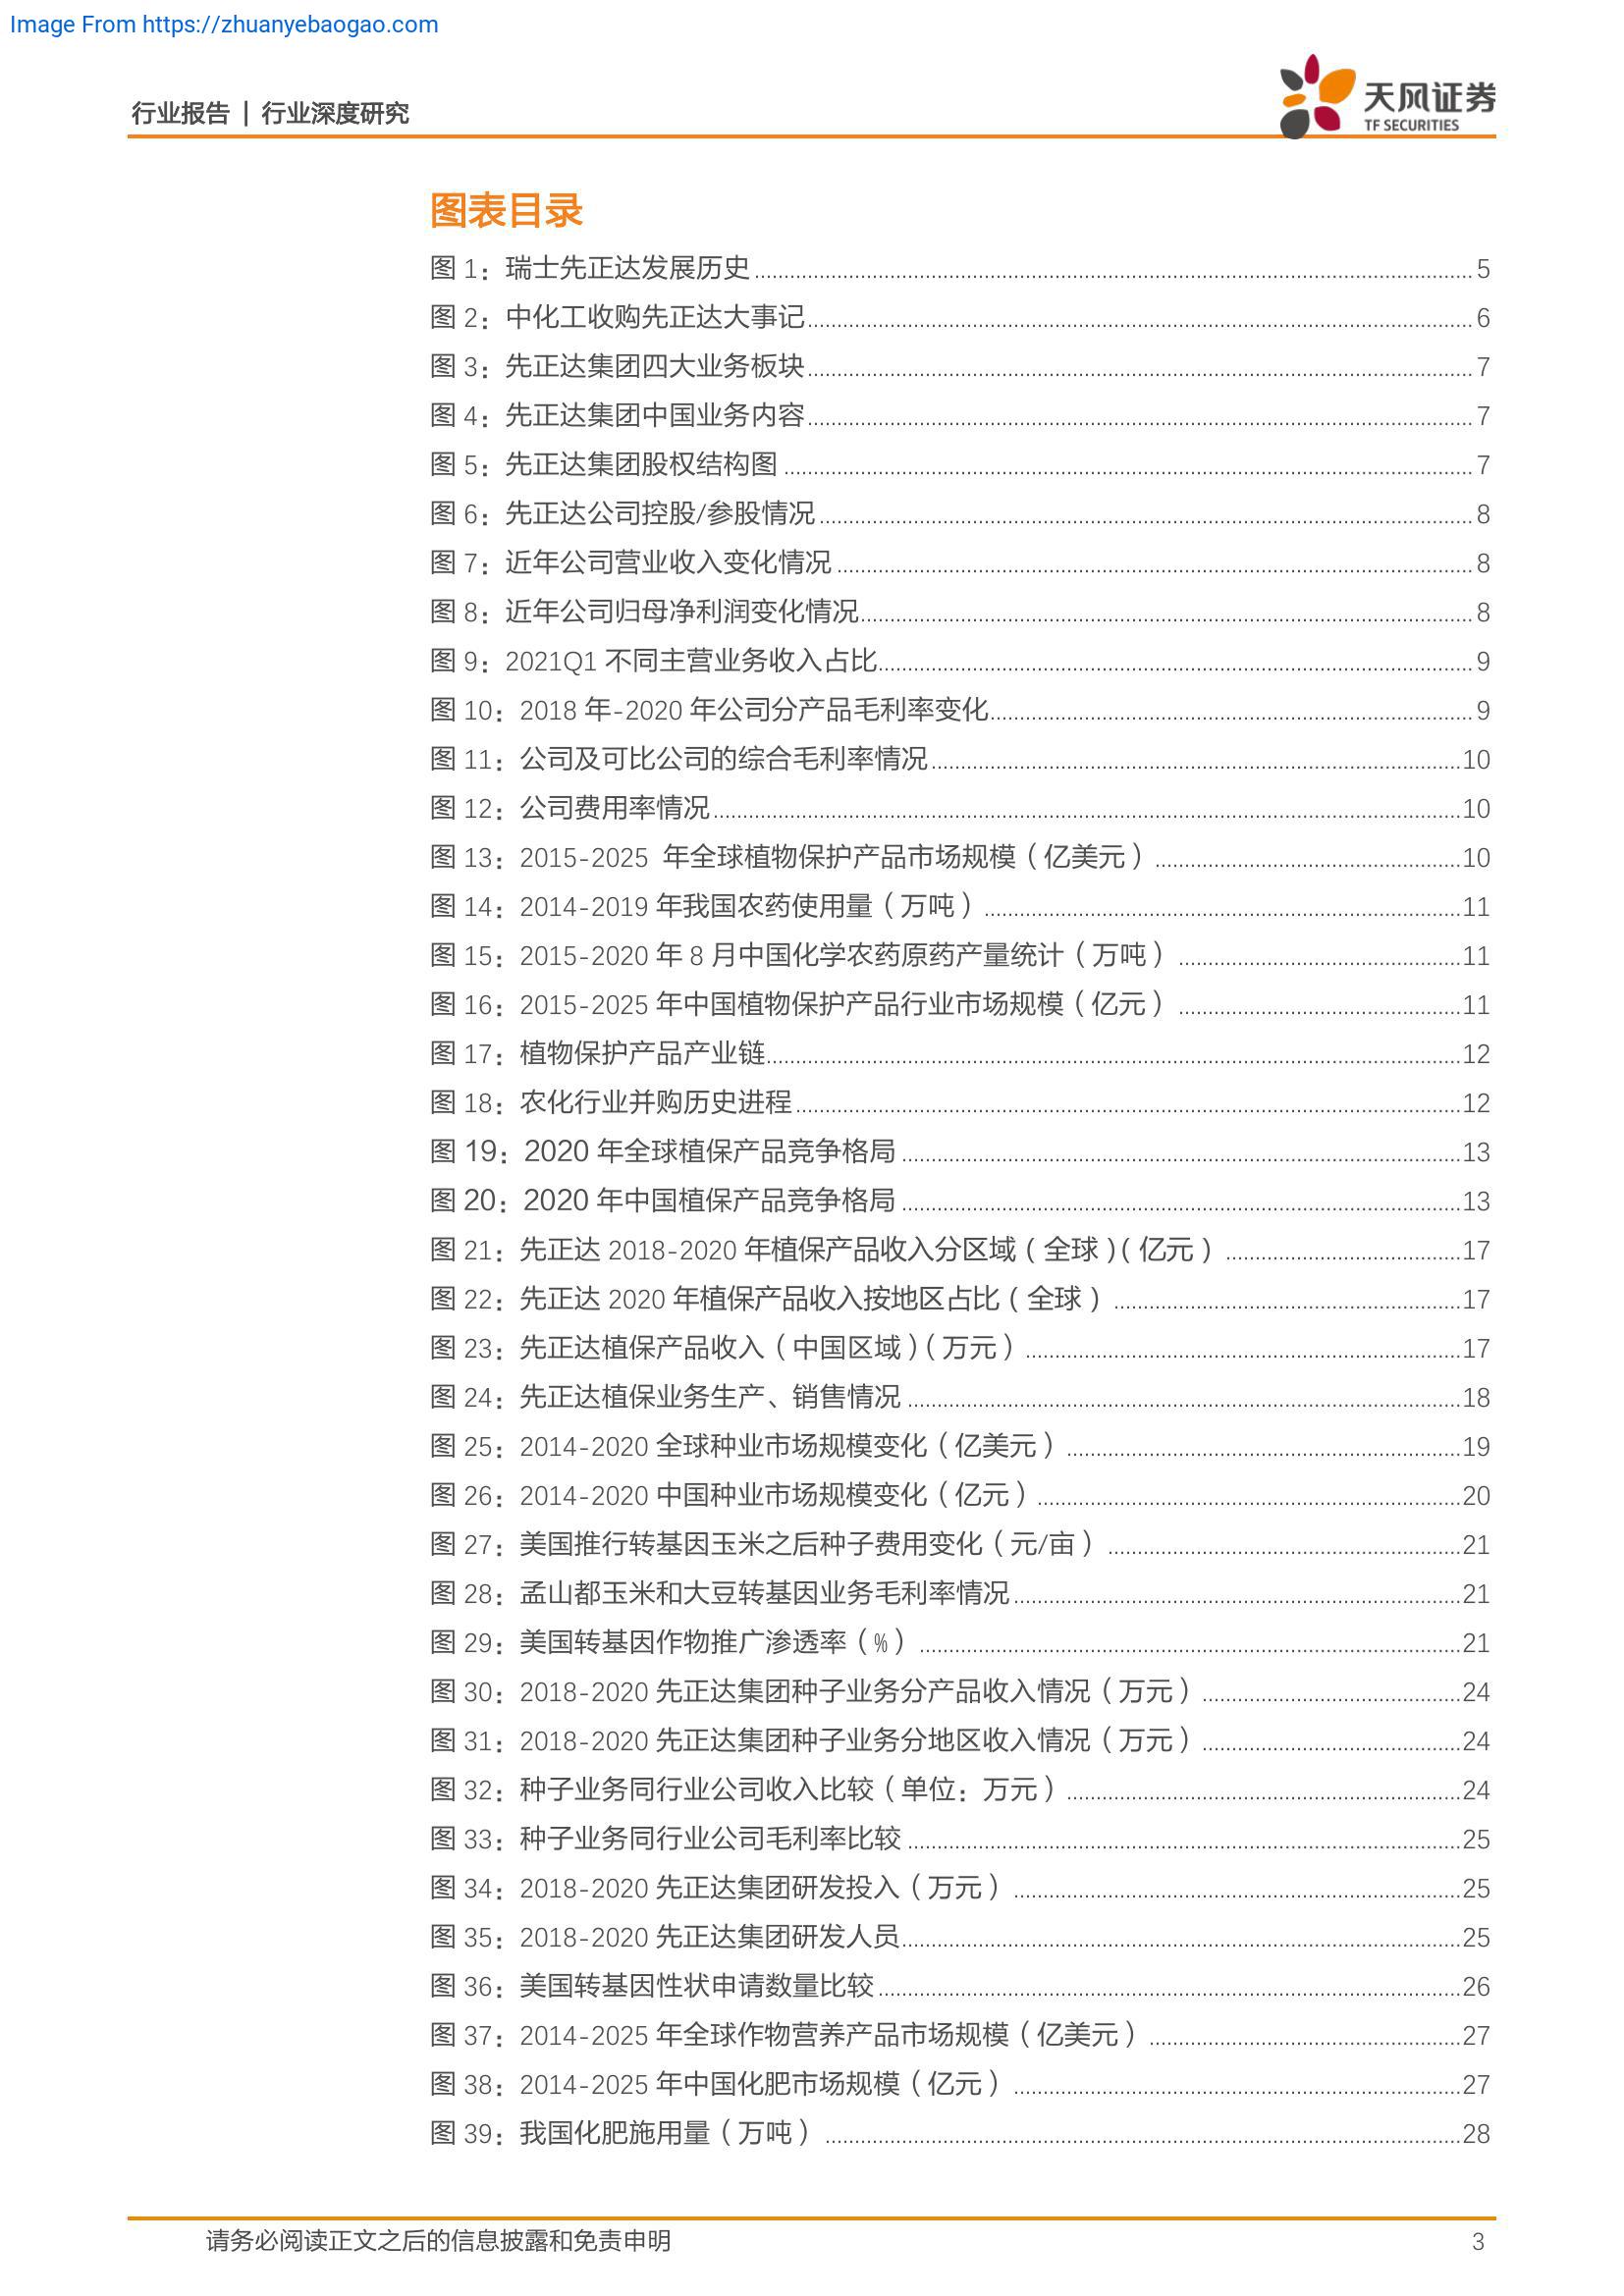 Image From https://zhuanyebaogao.com
行业报告 | 行业深度研究
天风证券
TF SECURITIES
图表目录
图 1：瑞士先正达发展历史 5
图 2：中化工收购先正达大事记 6
图 3：先正达集团四大业务板块 7
图 4：先正达集团中国业务内容 7
图 5：先正达集团股权结构图 7
图 6：先正达公司控股/参股情况 8
图 7：近年公司营业收入变化情况 8
图 8：近年公司归母净利润变化情况 8
图 9：2021Q1 不同主营业务收入占比 9
图 10：2018 年-2020 年公司分产品毛利率变化 9
图 11：公司及可比公司的综合毛利率情况 10
图 12：公司费用率情况 10
图 13：2015-2025 年全球植物保护产品市场规模（亿美元） 10
图 14：2014-2019 年我国农药使用量（万吨） 11
图 15：2015-2020 年 8 月中国化学农药原药产量统计（万吨） 11
图 16：2015-2025 年中国植物保护产品行业市场规模（亿元） 11
图 17：植物保护产品产业链 12
图 18：农化行业并购历史进程 12
图 19：2020 年全球植保产品竞争格局 13
图 20：2020 年中国植保产品竞争格局 13
图 21：先正达 2018-2020 年植保产品收入分区域（全球）（亿元） 17
图 22：先正达 2020 年植保产品收入按地区占比（全球） 17
图 23：先正达植保产品收入（中国区域）（万元） 17
图 24：先正达植保业务生产、销售情况 18
图 25：2014-2020 全球种业市场规模变化（亿美元） 19
图 26：2014-2020 中国种业市场规模变化（亿元） 20
图 27：美国推行转基因玉米之后种子费用变化（元/亩） 21
图 28：孟山都玉米和大豆转基因业务毛利率情况 21
图 29：美国转基因作物推广渗透率（%） 21
图 30：2018-2020 先正达集团种子业务分产品收入情况（万元） 24
图 31：2018-2020 先正达集团种子业务分地区收入情况（万元） 24
图 32：种子业务同行业公司收入比较（单位：万元） 24
图 33：种子业务同行业公司毛利率比较 25
图 34：2018-2020 先正达集团研发投入（万元） 25
图 35：2018-2020 先正达集团研发人员 25
图 36：美国转基因性状申请数量比较 26
图 37：2014-2025 年全球作物营养产品市场规模（亿美元） 27
图 38：2014-2025 年中国化肥市场规模（亿元） 27
图 39：我国化肥施用量（万吨） 28
请务必阅读正文之后的信息披露和免责申明 3